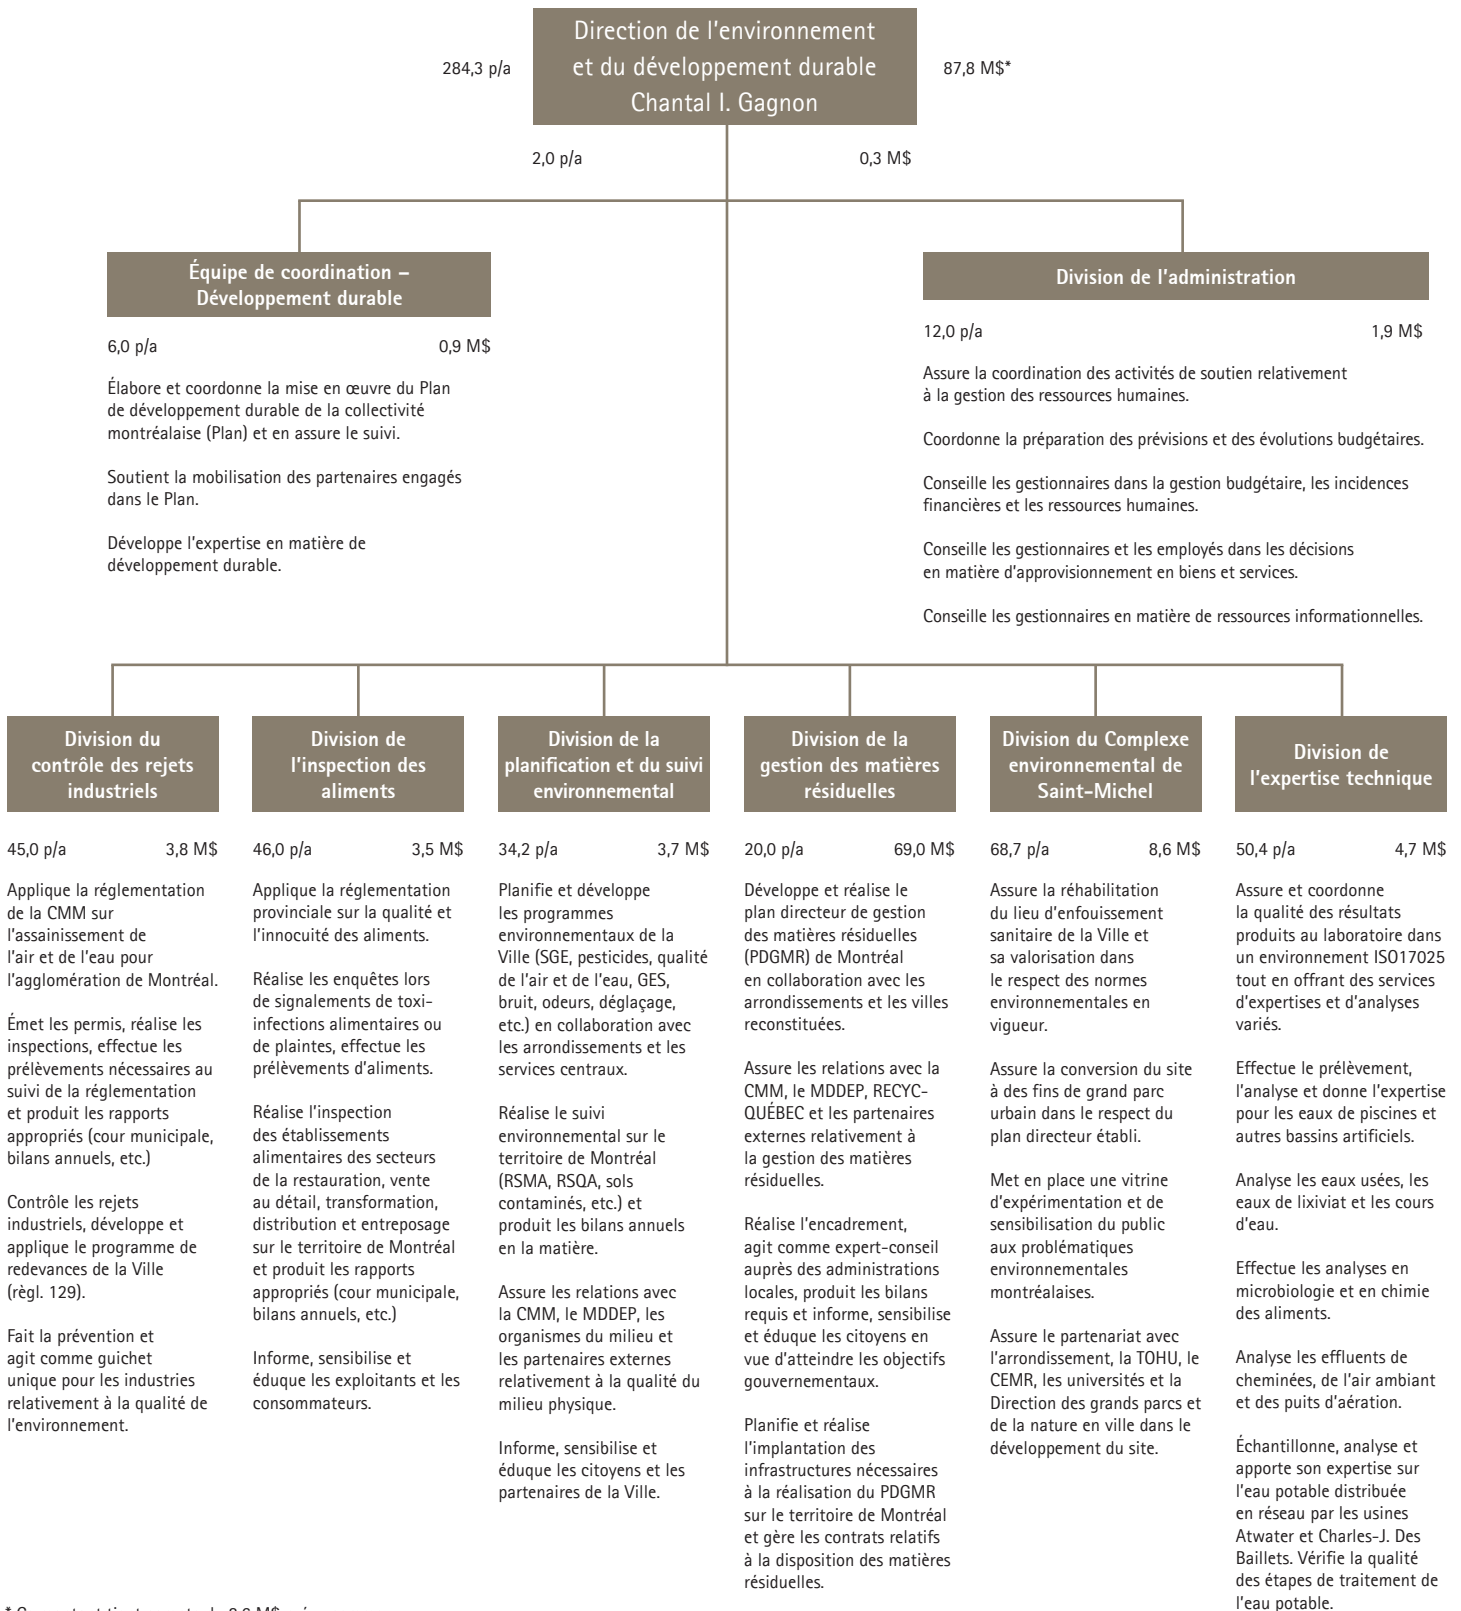 Direction de l'environnement
et du développement durable
Chantal I. Gagnon
284,3 p/a
87,8 M$*
2,0 p/a
0,3 M$
Équipe de coordination –
Développement durable
6,0 p/a
0,9 M$
Élabore et coordonne la mise en œuvre du Plan
de développement durable de la collectivité
montréalaise (Plan) et en assure le suivi.
Soutient la mobilisation des partenaires engagés
dans le Plan.
Développe l'expertise en matière de
développement durable.
Division de l'administration
12,0 p/a
1,9 M$
Assure la coordination des activités de soutien relativement
à la gestion des ressources humaines.
Coordonne la préparation des prévisions et des évolutions budgétaires.
Conseille les gestionnaires dans la gestion budgétaire, les incidences
financières et les ressources humaines.
Conseille les gestionnaires et les employés dans les décisions
en matière d'approvisionnement en biens et services.
Conseille les gestionnaires en matière de ressources informationnelles.
Division du
contrôle des rejets
industriels
45,0 p/a
3,8 M$
Applique la réglementation
de la CMM sur
l'assainissement de
l'air et de l'eau pour
l'agglomération de Montréal.
Émet les permis, réalise les
inspections, effectue les
prélèvements nécessaires au
suivi de la réglementation
et produit les rapports
appropriés (cour municipale,
bilans annuels, etc.)
Contrôle les rejets
industriels, développe et
applique le programme de
redevances de la Ville
(règl. 129).
Fait la prévention et
agit comme guichet
unique pour les industries
relativement à la qualité de
l'environnement.
Division de
l'inspection des
aliments
46,0 p/a
3,5 M$
Applique la réglementation
provinciale sur la qualité et
l'innocuité des aliments.
Réalise les enquêtes lors
de signalements de toxi-
infections alimentaires ou
de plaintes, effectue les
prélèvements d'aliments.
Réalise l'inspection
des établissements
alimentaires des secteurs
de la restauration, vente
au détail, transformation,
distribution et entreposage
sur le territoire de Montréal
et produit les rapports
appropriés (cour municipale,
bilans annuels, etc.)
Informe, sensibilise et
éduque les exploitants et les
consommateurs.
Division de la
planification et du suivi
environnemental
34,2 p/a
3,7 M$
Planifie et développe
les programmes
environnementaux de la
Ville (SGE, pesticides, qualité
de l'air et de l'eau, GES,
bruit, odeurs, déglaçage,
etc.) en collaboration avec
les arrondissements et les
services centraux.
Réalise le suivi
environnemental sur le
territoire de Montréal
(RSMA, RSQA, sols
contaminés, etc.) et
produit les bilans annuels
en la matière.
Assure les relations avec
la CMM, le MDDEP, les
organismes du milieu et
les partenaires externes
relativement à la qualité du
milieu physique.
Informe, sensibilise et
éduque les citoyens et les
partenaires de la Ville.
Division de la
gestion des matières
résiduelles
20,0 p/a
69,0 M$
Développe et réalise le
plan directeur de gestion
des matières résiduelles
(PDGMR) de Montréal
en collaboration avec les
arrondissements et les villes
reconstituées.
Assure les relations avec la
CMM, le MDDEP, RECYC-
QUÉBEC et les partenaires
externes relativement à
la gestion des matières
résiduelles.
Réalise l'encadrement,
agit comme expert-conseil
auprès des administrations
locales, produit les bilans
requis et informe, sensibilise
et éduque les citoyens en
vue d'atteindre les objectifs
gouvernementaux.
Planifie et réalise
l'implantation des
infrastructures nécessaires
à la réalisation du PDGMR
sur le territoire de Montréal
et gère les contrats relatifs
à la disposition des matières
résiduelles.
Division du Complexe
environnemental de
Saint-Michel
68,7 p/a
8,6 M$
Assure la réhabilitation
du lieu d'enfouissement
sanitaire de la Ville et
sa valorisation dans
le respect des normes
environnementales en
vigueur.
Assure la conversion du site
à des fins de grand parc
urbain dans le respect du
plan directeur établi.
Met en place une vitrine
d'expérimentation et de
sensibilisation du public
aux problématiques
environnementales
montréalaises.
Assure le partenariat avec
l'arrondissement, la TOHU, le
CEMR, les universités et la
Direction des grands parcs et
de la nature en ville dans le
développement du site.
Division de
l'expertise technique
50,4 p/a
4,7 M$
Assure et coordonne
la qualité des résultats
produits au laboratoire dans
un environnement ISO17025
tout en offrant des services
d'expertises et d'analyses
variés.
Effectue le prélèvement,
l'analyse et donne l'expertise
pour les eaux de piscines et
autres bassins artificiels.
Analyse les eaux usées, les
eaux de lixiviat et les cours
d'eau.
Effectue les analyses en
microbiologie et en chimie
des aliments.
Analyse les effluents de
cheminées, de l'air ambiant
et des puits d'aération.
Échantillonne, analyse et
apporte son expertise sur
l'eau potable distribuée
en réseau par les usines
Atwater et Charles-J. Des
Baillets. Vérifie la qualité
des étapes de traitement de
l'eau potable.